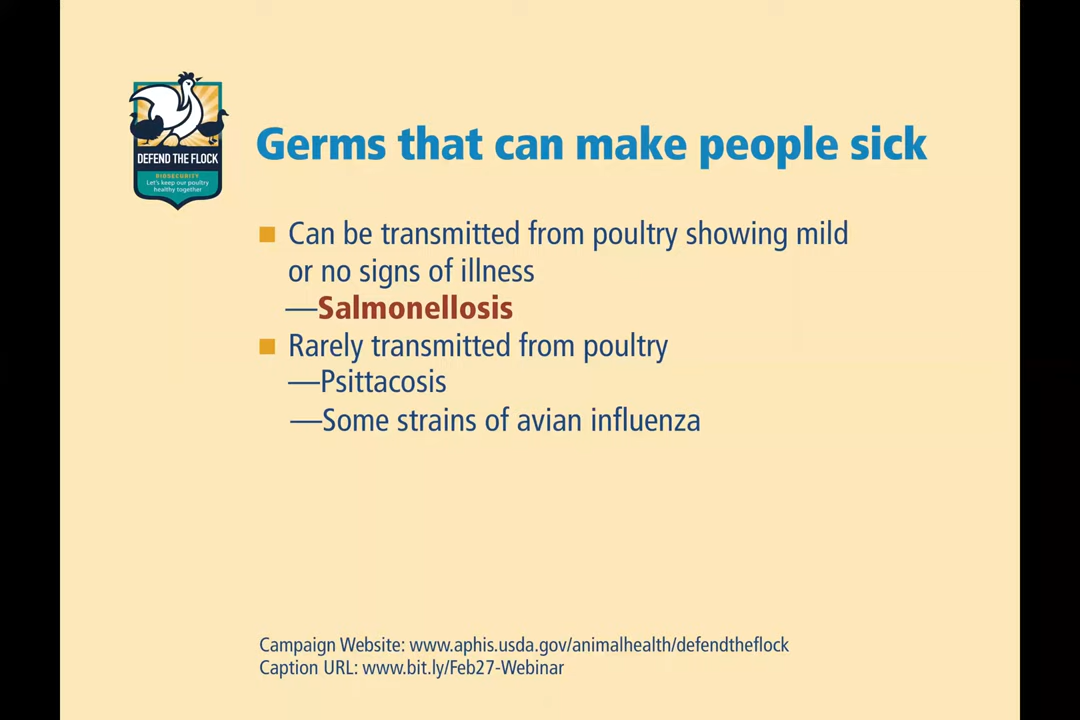 Germs that can make people sick
DEFEND THE FLOCK
BIOSECURITY
Let's keep our poultry
healthy together
■ Can be transmitted from poultry showing mild
or no signs of illness
—Salmonellosis
■ Rarely transmitted from poultry
—Psittacosis
—Some strains of avian influenza
Campaign Website: www.aphis.usda.gov/animalhealth/defendtheflock
Caption URL: www.bit.ly/Feb27-Webinar